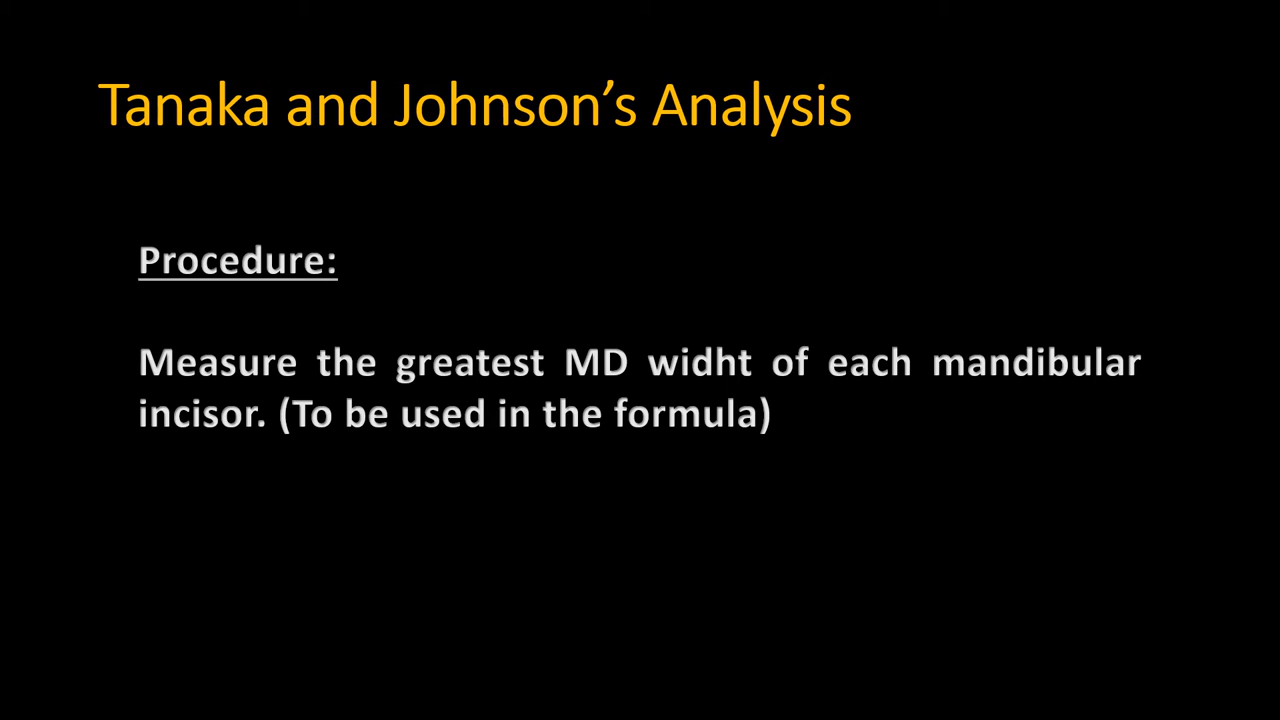 Tanaka and Johnson’s Analysis
Procedure:
Measure the greatest MD widht of each mandibular
incisor. (To be used in the formula)